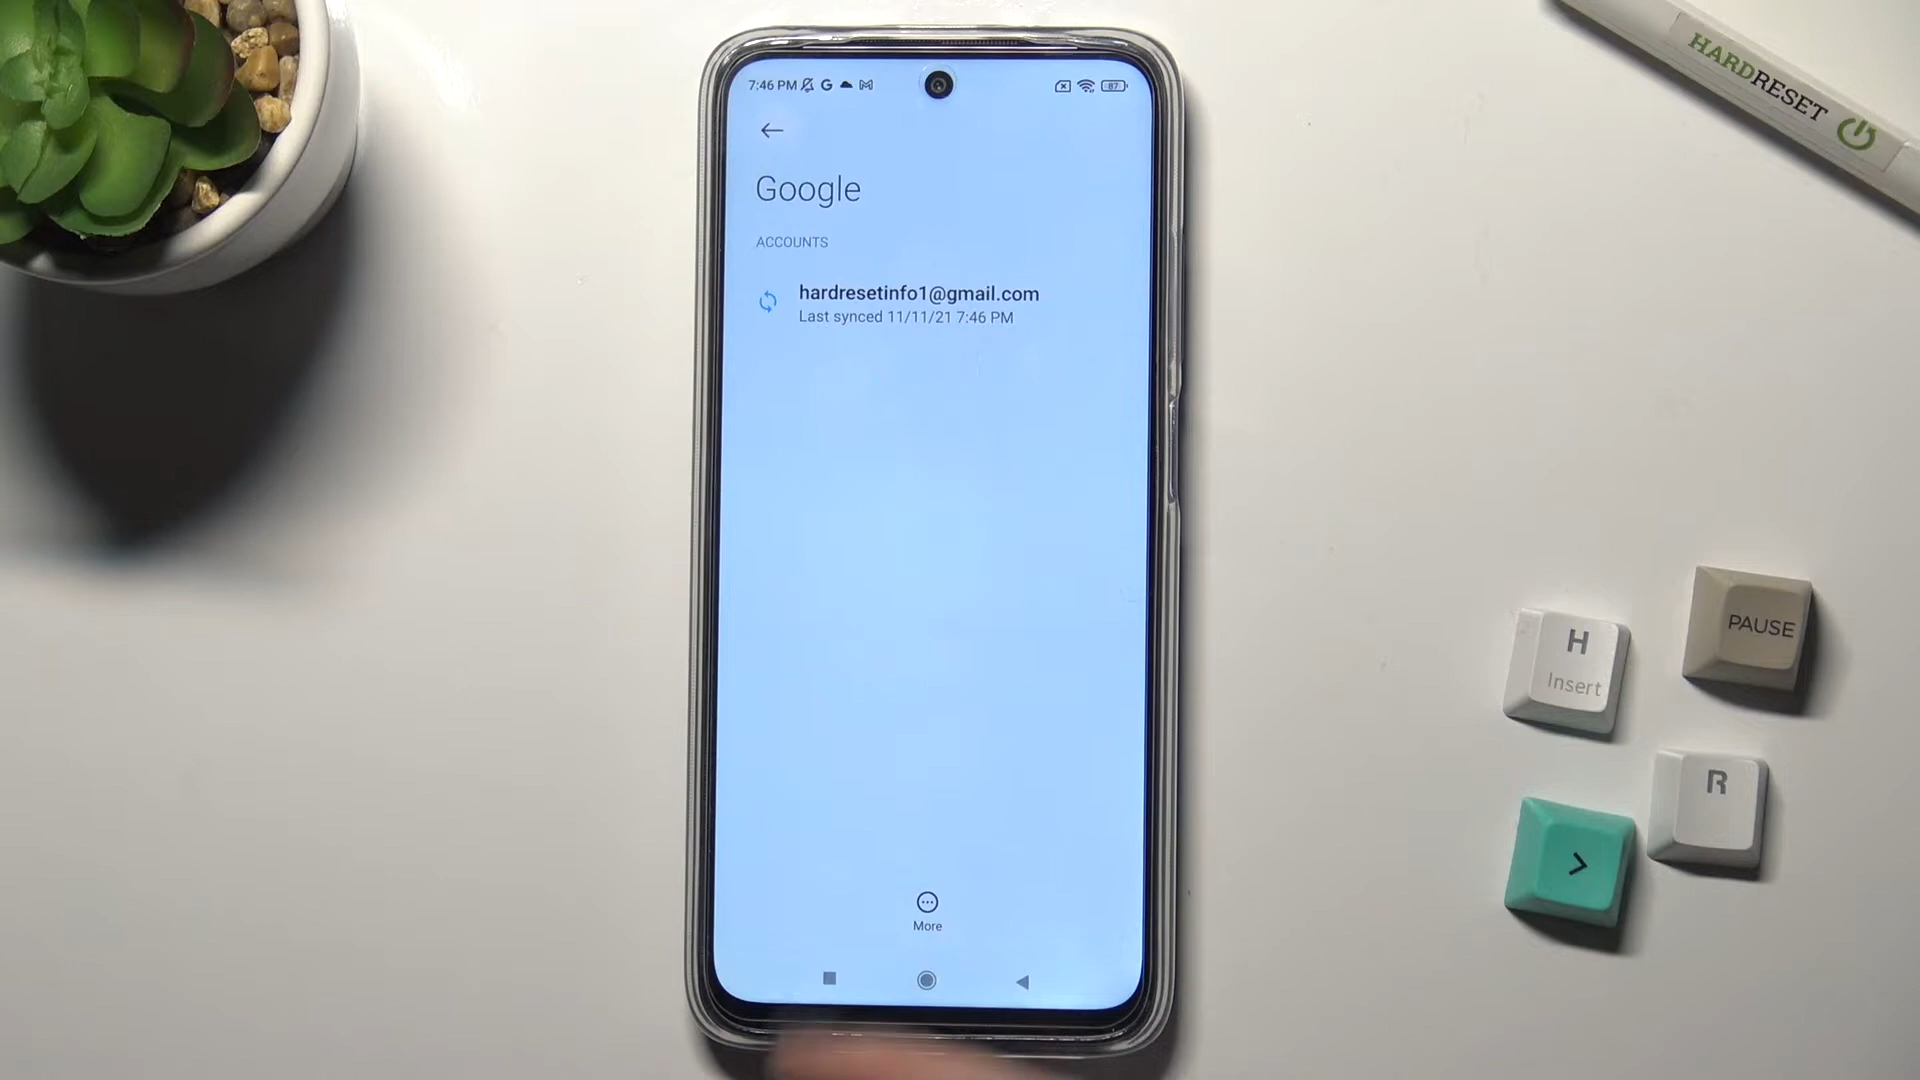 HARDRESET
7:46 PM
87
Google
ACCOUNTS
hardresetinfo1@gmail.com
Last synced 11/11/21 7:46 PM
More
H
Insert
PAUSE
R
>